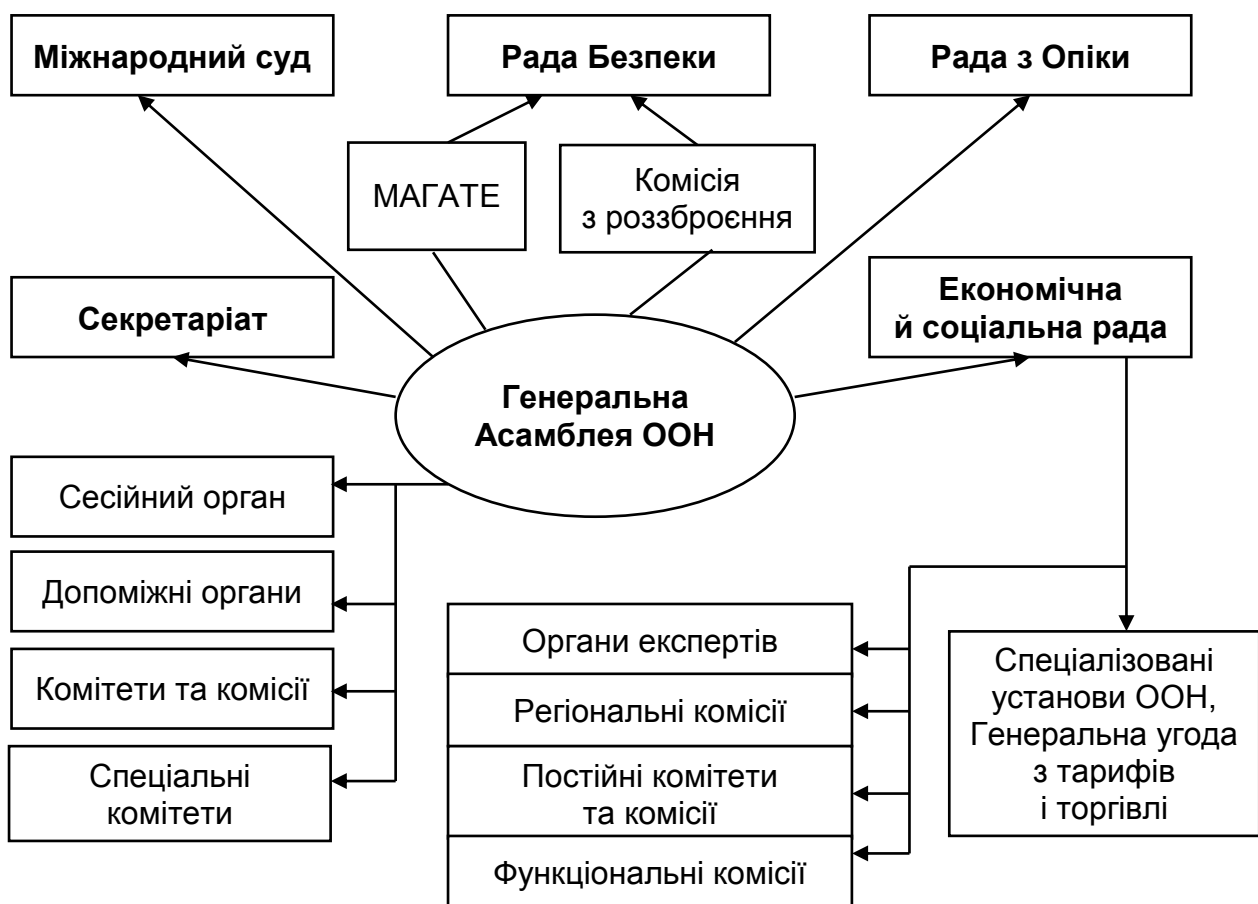 Міжнародний суд
Рада Безпеки
Рада з Опіки
МАГАТЕ
Комісія
з роззброєння
Секретаріат
Економічна
й соціальна рада
Генеральна
Асамблея ООН
Сесійний орган
Допоміжні органи
Комітети та комісії
Спеціальні
комітети
Органи експертів
Регіональні комісії
Постійні комітети
та комісії
Функціональні комісії
Спеціалізовані
установи ООН,
Генеральна угода
з тарифів
і торгівлі